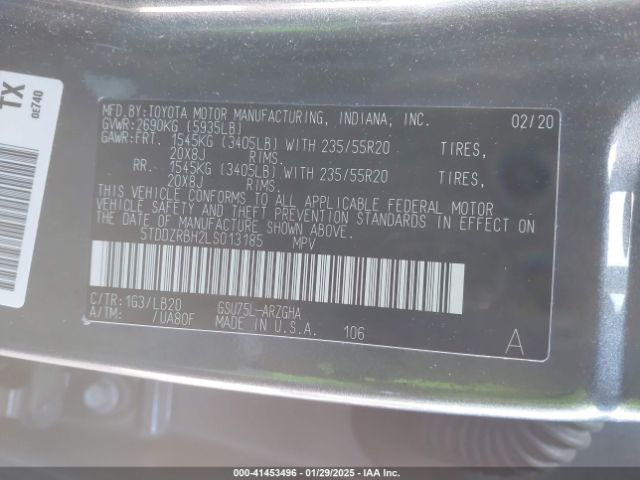 TX
0E740
MFD.BY:TOYOTA MOTOR MANUFACTURING, INDIANA, INC. 02/20
GVWR:2690KG (5935LB)
GAWR:FRT. 1545KG (3405LB) WITH 235/55R20 TIRES,
20X8J RIMS.
RR. 1545KG (3405LB) WITH 235/55R20 TIRES,
20X8J RIMS.
THIS VEHICLE CONFORMS TO ALL APPLICABLE FEDERAL MOTOR
VEHICLE SAFETY AND THEFT PREVENTION STANDARDS IN EFFECT ON
THE DATE OF MANUFACTURE SHOWN ABOVE.
5TDDZRBH2LS013185 MPV
C/TR:1G3/LB20 GSU75L-ARZGHA
A/TM: /UA80F MADE IN U.S.A. 106
A
000-41453496 - 01/29/2025 - IAA Inc.